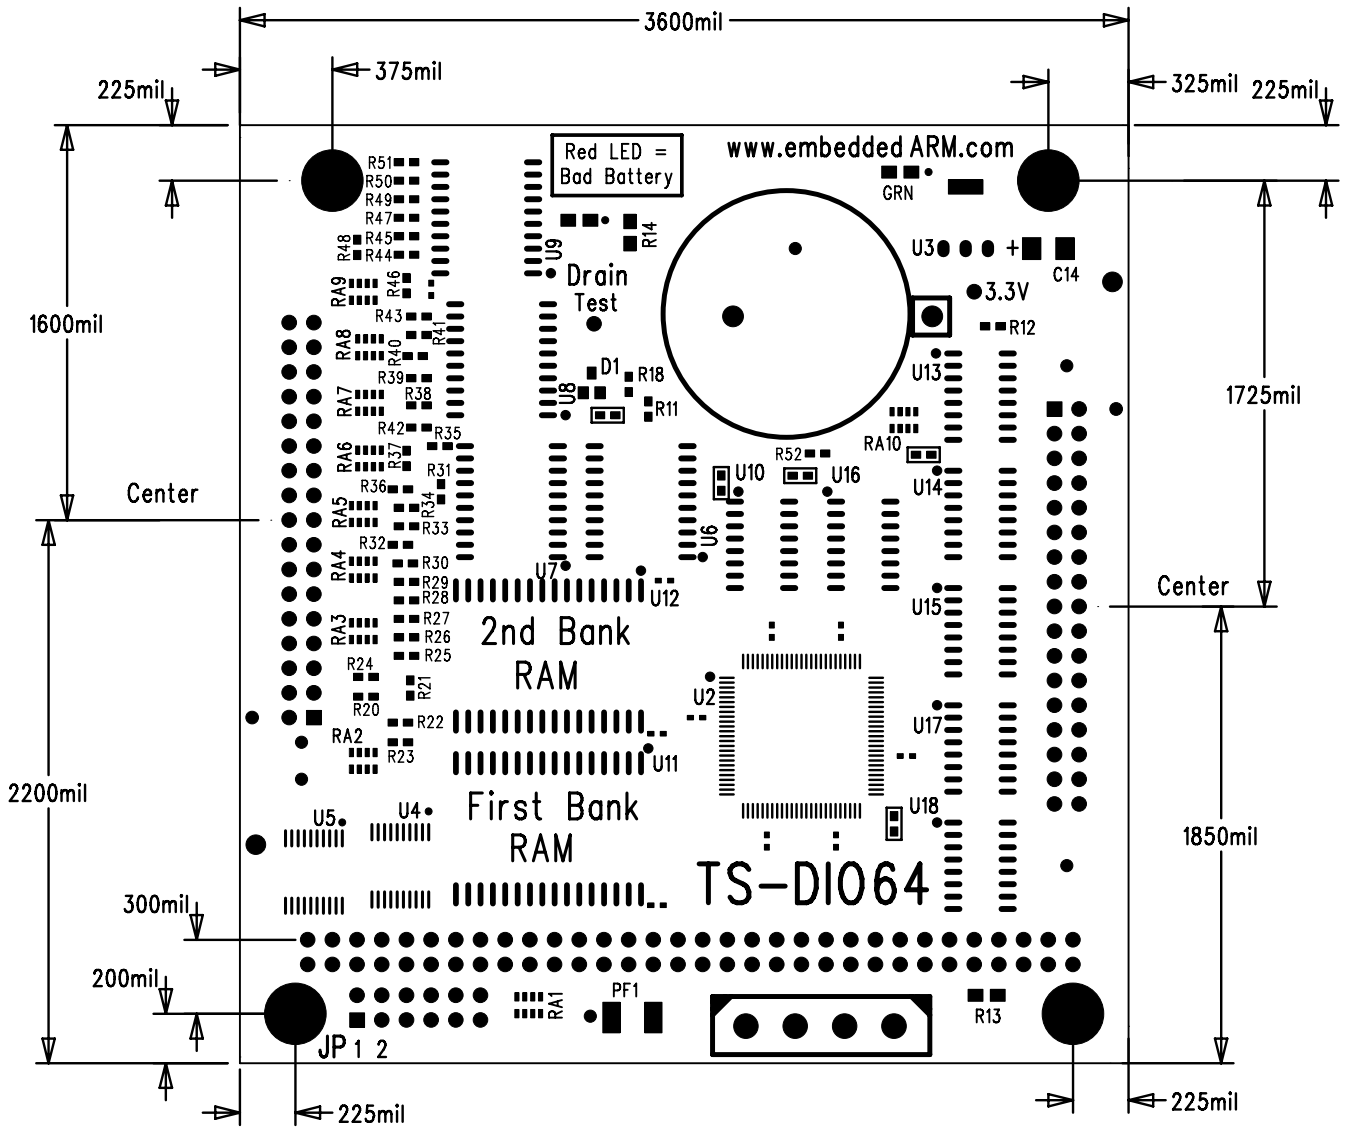 3600mil
375mil
225mil
325mil
225mil
Red LED =
Bad Battery
www.embeddedARM.com
R51
R50
R49
R47
R45
R44
R48
U9
R14
GRN
U3
+
C14
Drain
Test
RA9
R46
3.3V
1600mil
R43
R41
R12
RA8
R40
D1
U13
R39
R18
RA7
R38
U8
R11
1725mil
R42
RA10
RA6
R37
R35
R52
R31
U10
U16
U14
R36
Center
RA5
R34
R33
U6
R32
RA4
R30
U7
R29
U12
Center
R28
U15
RA3
R27
2nd Bank
RAM
R26
R25
R24
R21
R20
U2
R22
U17
RA2
R23
U11
2200mil
U5
U4
First Bank
RAM
U18
1850mil
TS-DIO64
300mil
200mil
RA1
PF1
R13
JP 1 2
225mil
225mil